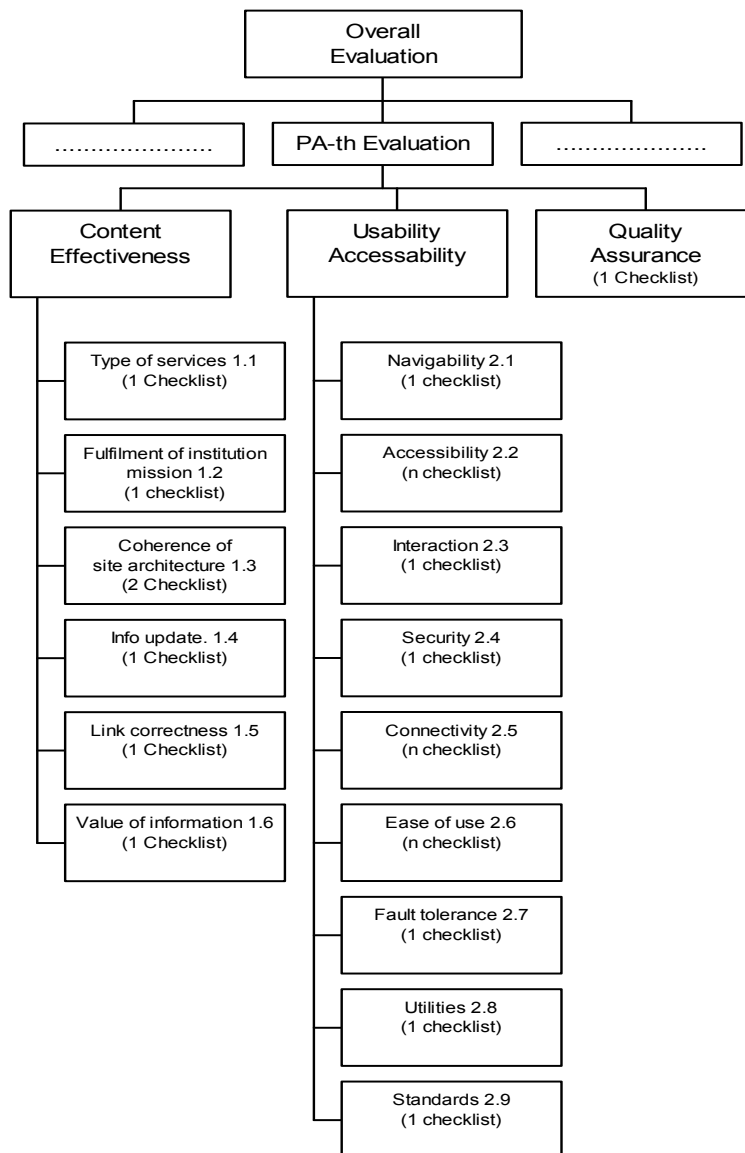 Overall
Evaluation
........................
PA-th Evaluation
........................
Content
Effectiveness
Usability
Accessability
Quality
Assurance
(1 Checklist)
Type of services 1.1
(1 Checklist)
Fulfilment of institution
mission 1.2
(1 checklist)
Coherence of
site architecture 1.3
(2 Checklist)
Info update. 1.4
(1 Checklist)
Link correctness 1.5
(1 Checklist)
Value of information 1.6
(1 Checklist)
Navigability 2.1
(1 checklist)
Accessibility 2.2
(n checklist)
Interaction 2.3
(1 checklist)
Security 2.4
(1 checklist)
Connectivity 2.5
(n checklist)
Ease of use 2.6
(n checklist)
Fault tolerance 2.7
(1 checklist)
Utilities 2.8
(1 checklist)
Standards 2.9
(1 checklist)